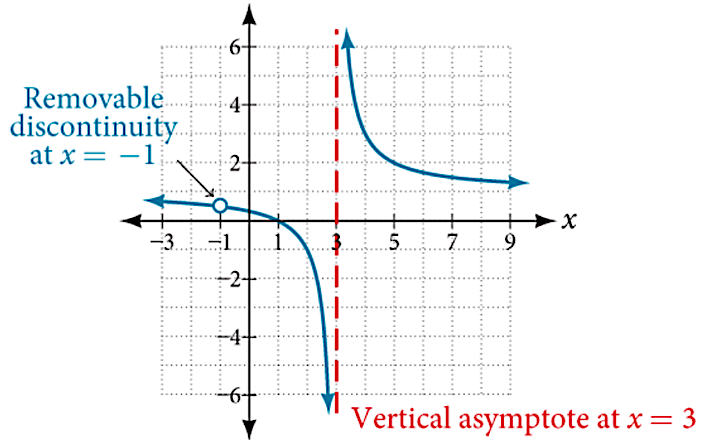 6
4
Removable
discontinuity
at x = −1
2
x
−3 −1 1 3 5 7 9
−2
−4
−6
Vertical asymptote at x = 3